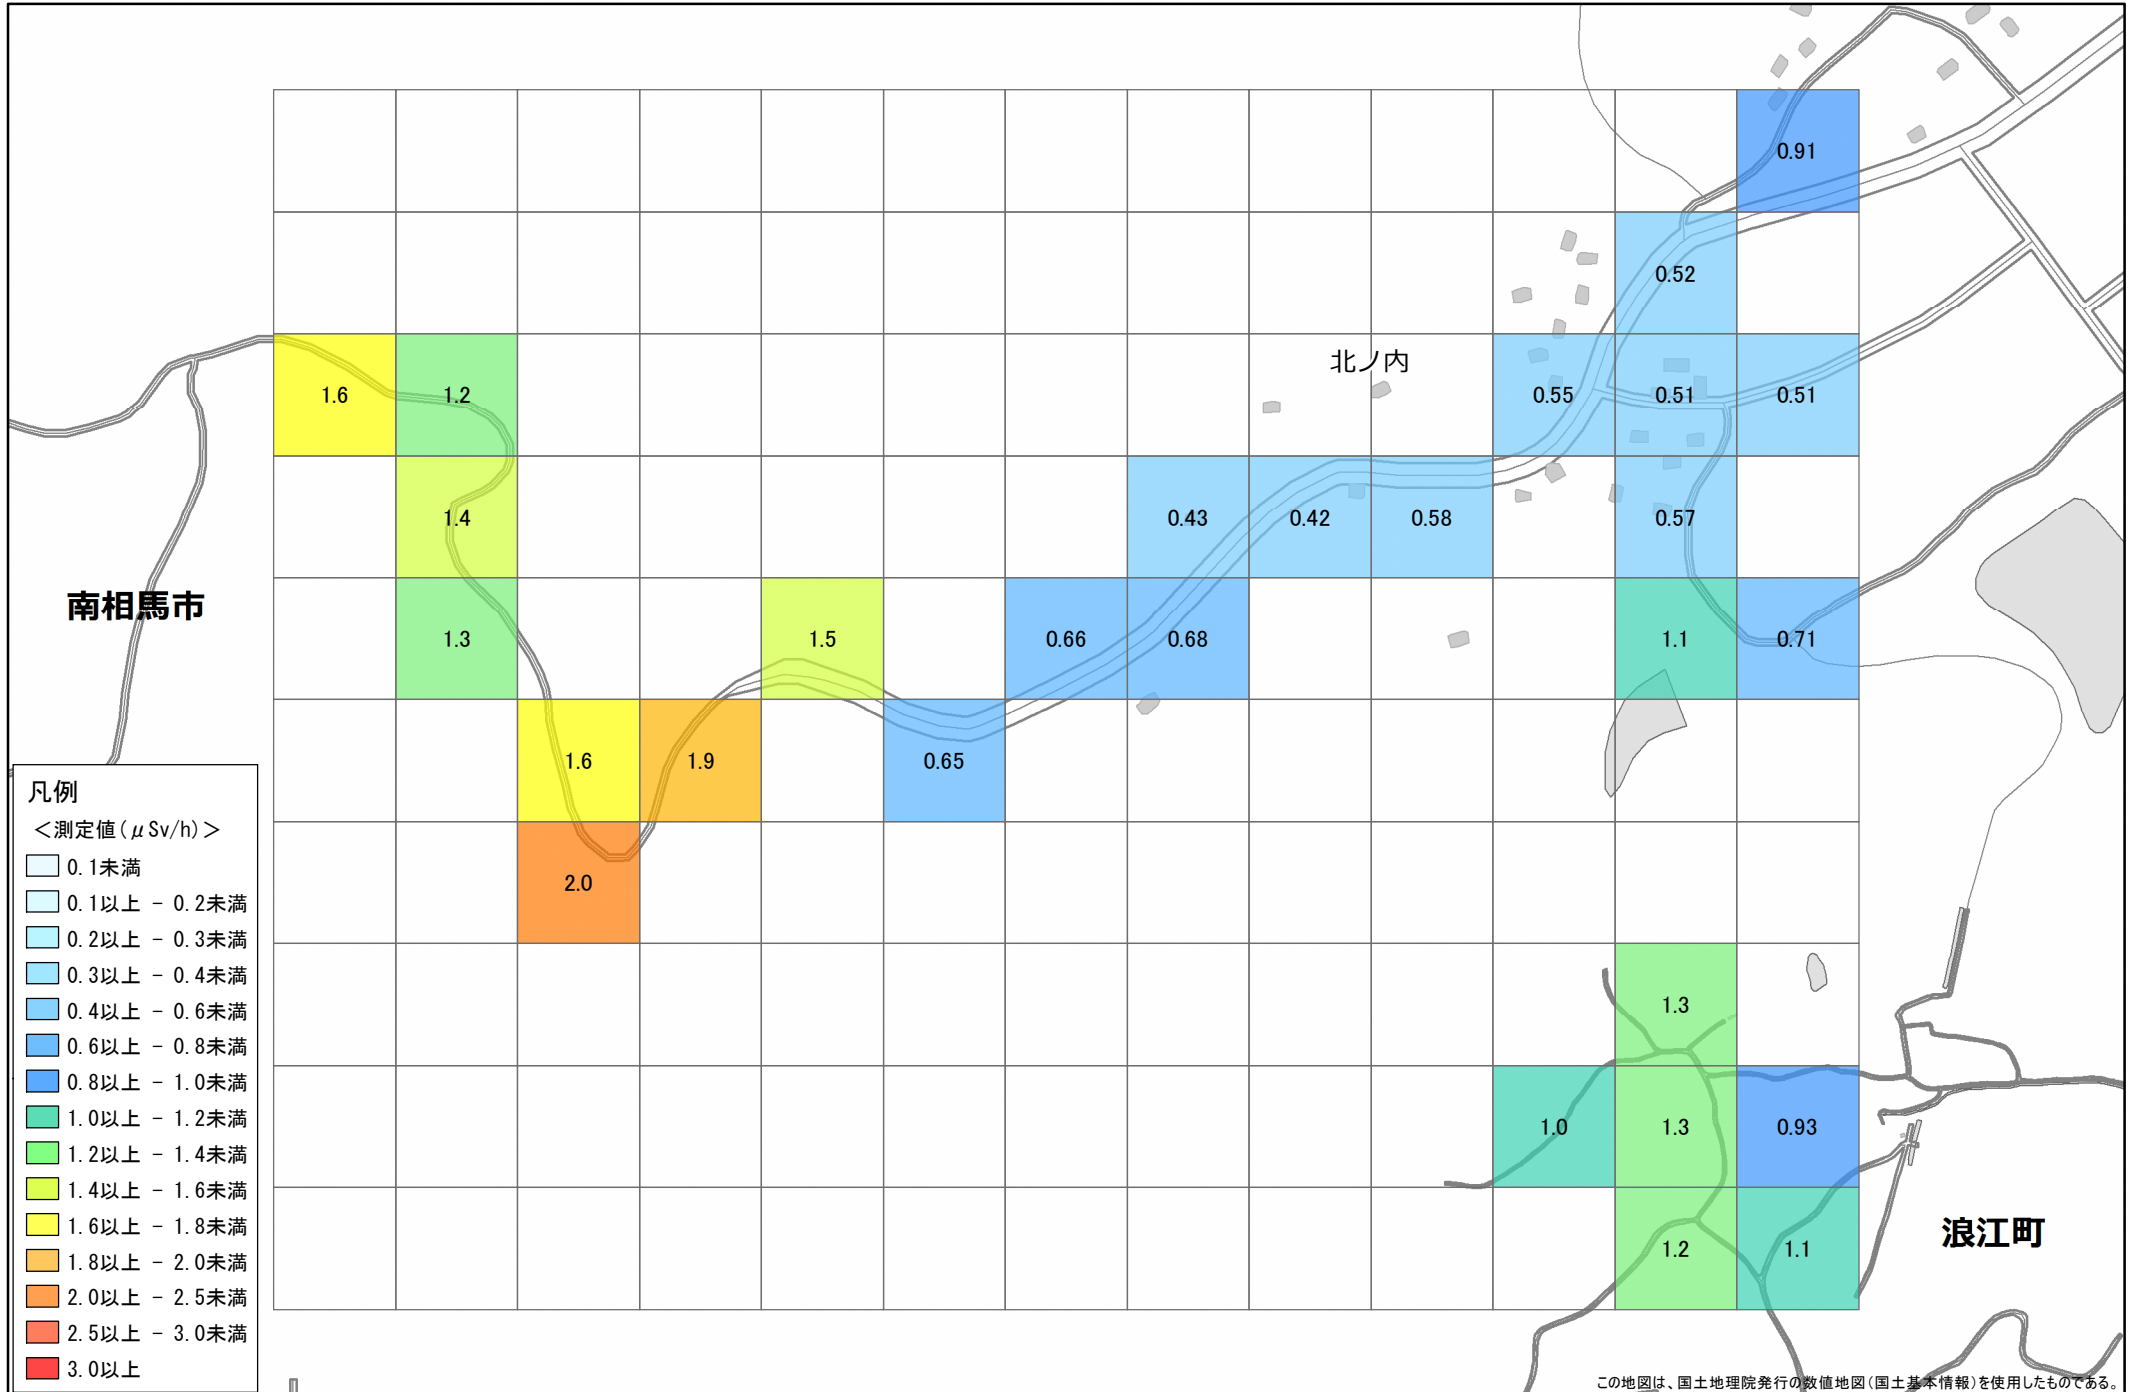 0.91
0.52
北ノ内
1.6
1.2
0.55
0.51
0.51
1.4
0.43
0.42
0.58
0.57
南相馬市
1.3
1.5
0.66
0.68
1.1
0.71
1.6
1.9
0.65
2.0
1.3
1.0
1.3
0.93
1.2
1.1
浪江町
凡例
＜測定値(μSv/h)＞
0.1未満
0.1以上 - 0.2未満
0.2以上 - 0.3未満
0.3以上 - 0.4未満
0.4以上 - 0.6未満
0.6以上 - 0.8未満
0.8以上 - 1.0未満
1.0以上 - 1.2未満
1.2以上 - 1.4未満
1.4以上 - 1.6未満
1.6以上 - 1.8未満
1.8以上 - 2.0未満
2.0以上 - 2.5未満
2.5以上 - 3.0未満
3.0以上
この地図は、国土地理院発行の数値地図(国土基本情報)を使用したものである。